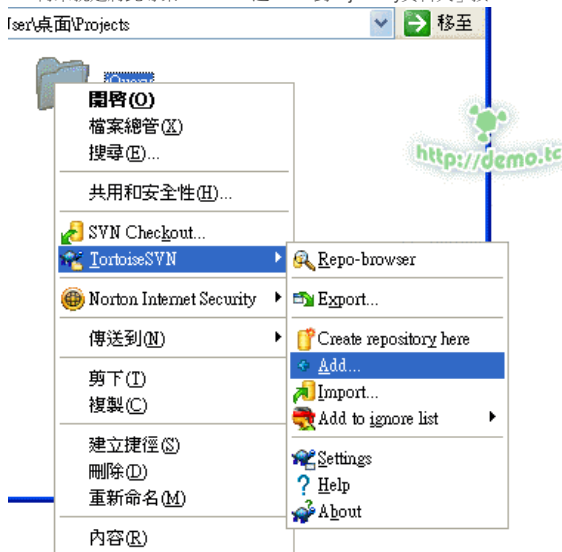 Jser\桌面\Projects
移至
開啓(O)
檔案總管(X)
搜尋(E)...
http://demo.tc
共用和安全性(H)...
SVN Checkout...
TortoiseSVN
Repo-browser
Norton Internet Security
Export...
傳送到(N)
Create repository here
Add...
剪下(T)
Import...
複製(C)
Add to ignore list
建立捷徑(S)
Settings
刪除(D)
Help
重新命名(M)
About
內容(R)